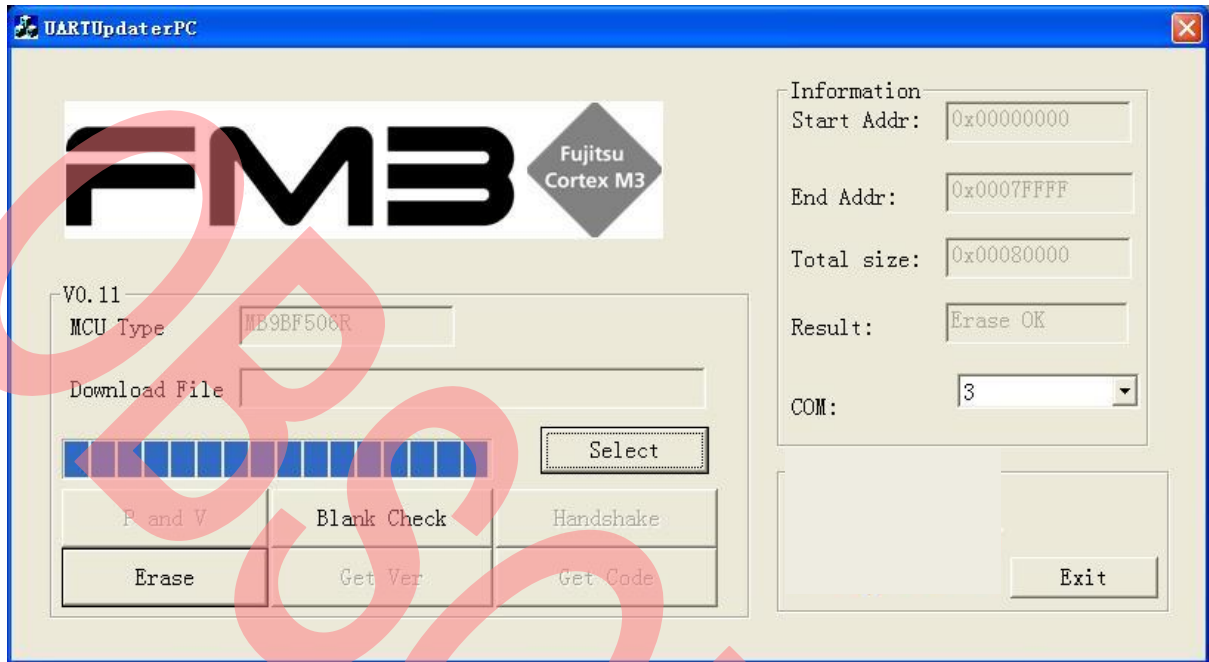 UARTUpdaterPC
FM3
Fujitsu
Cortex M3
Information
Start Addr: 0x00000000
End Addr: 0x0007FFFF
Total size: 0x00080000
Result: Erase OK
COM: 3
V0.11
MCU Type MB9BF506R
Download File
Select
P and V Blank Check Handshake
Erase Get Ver Get Code
Exit